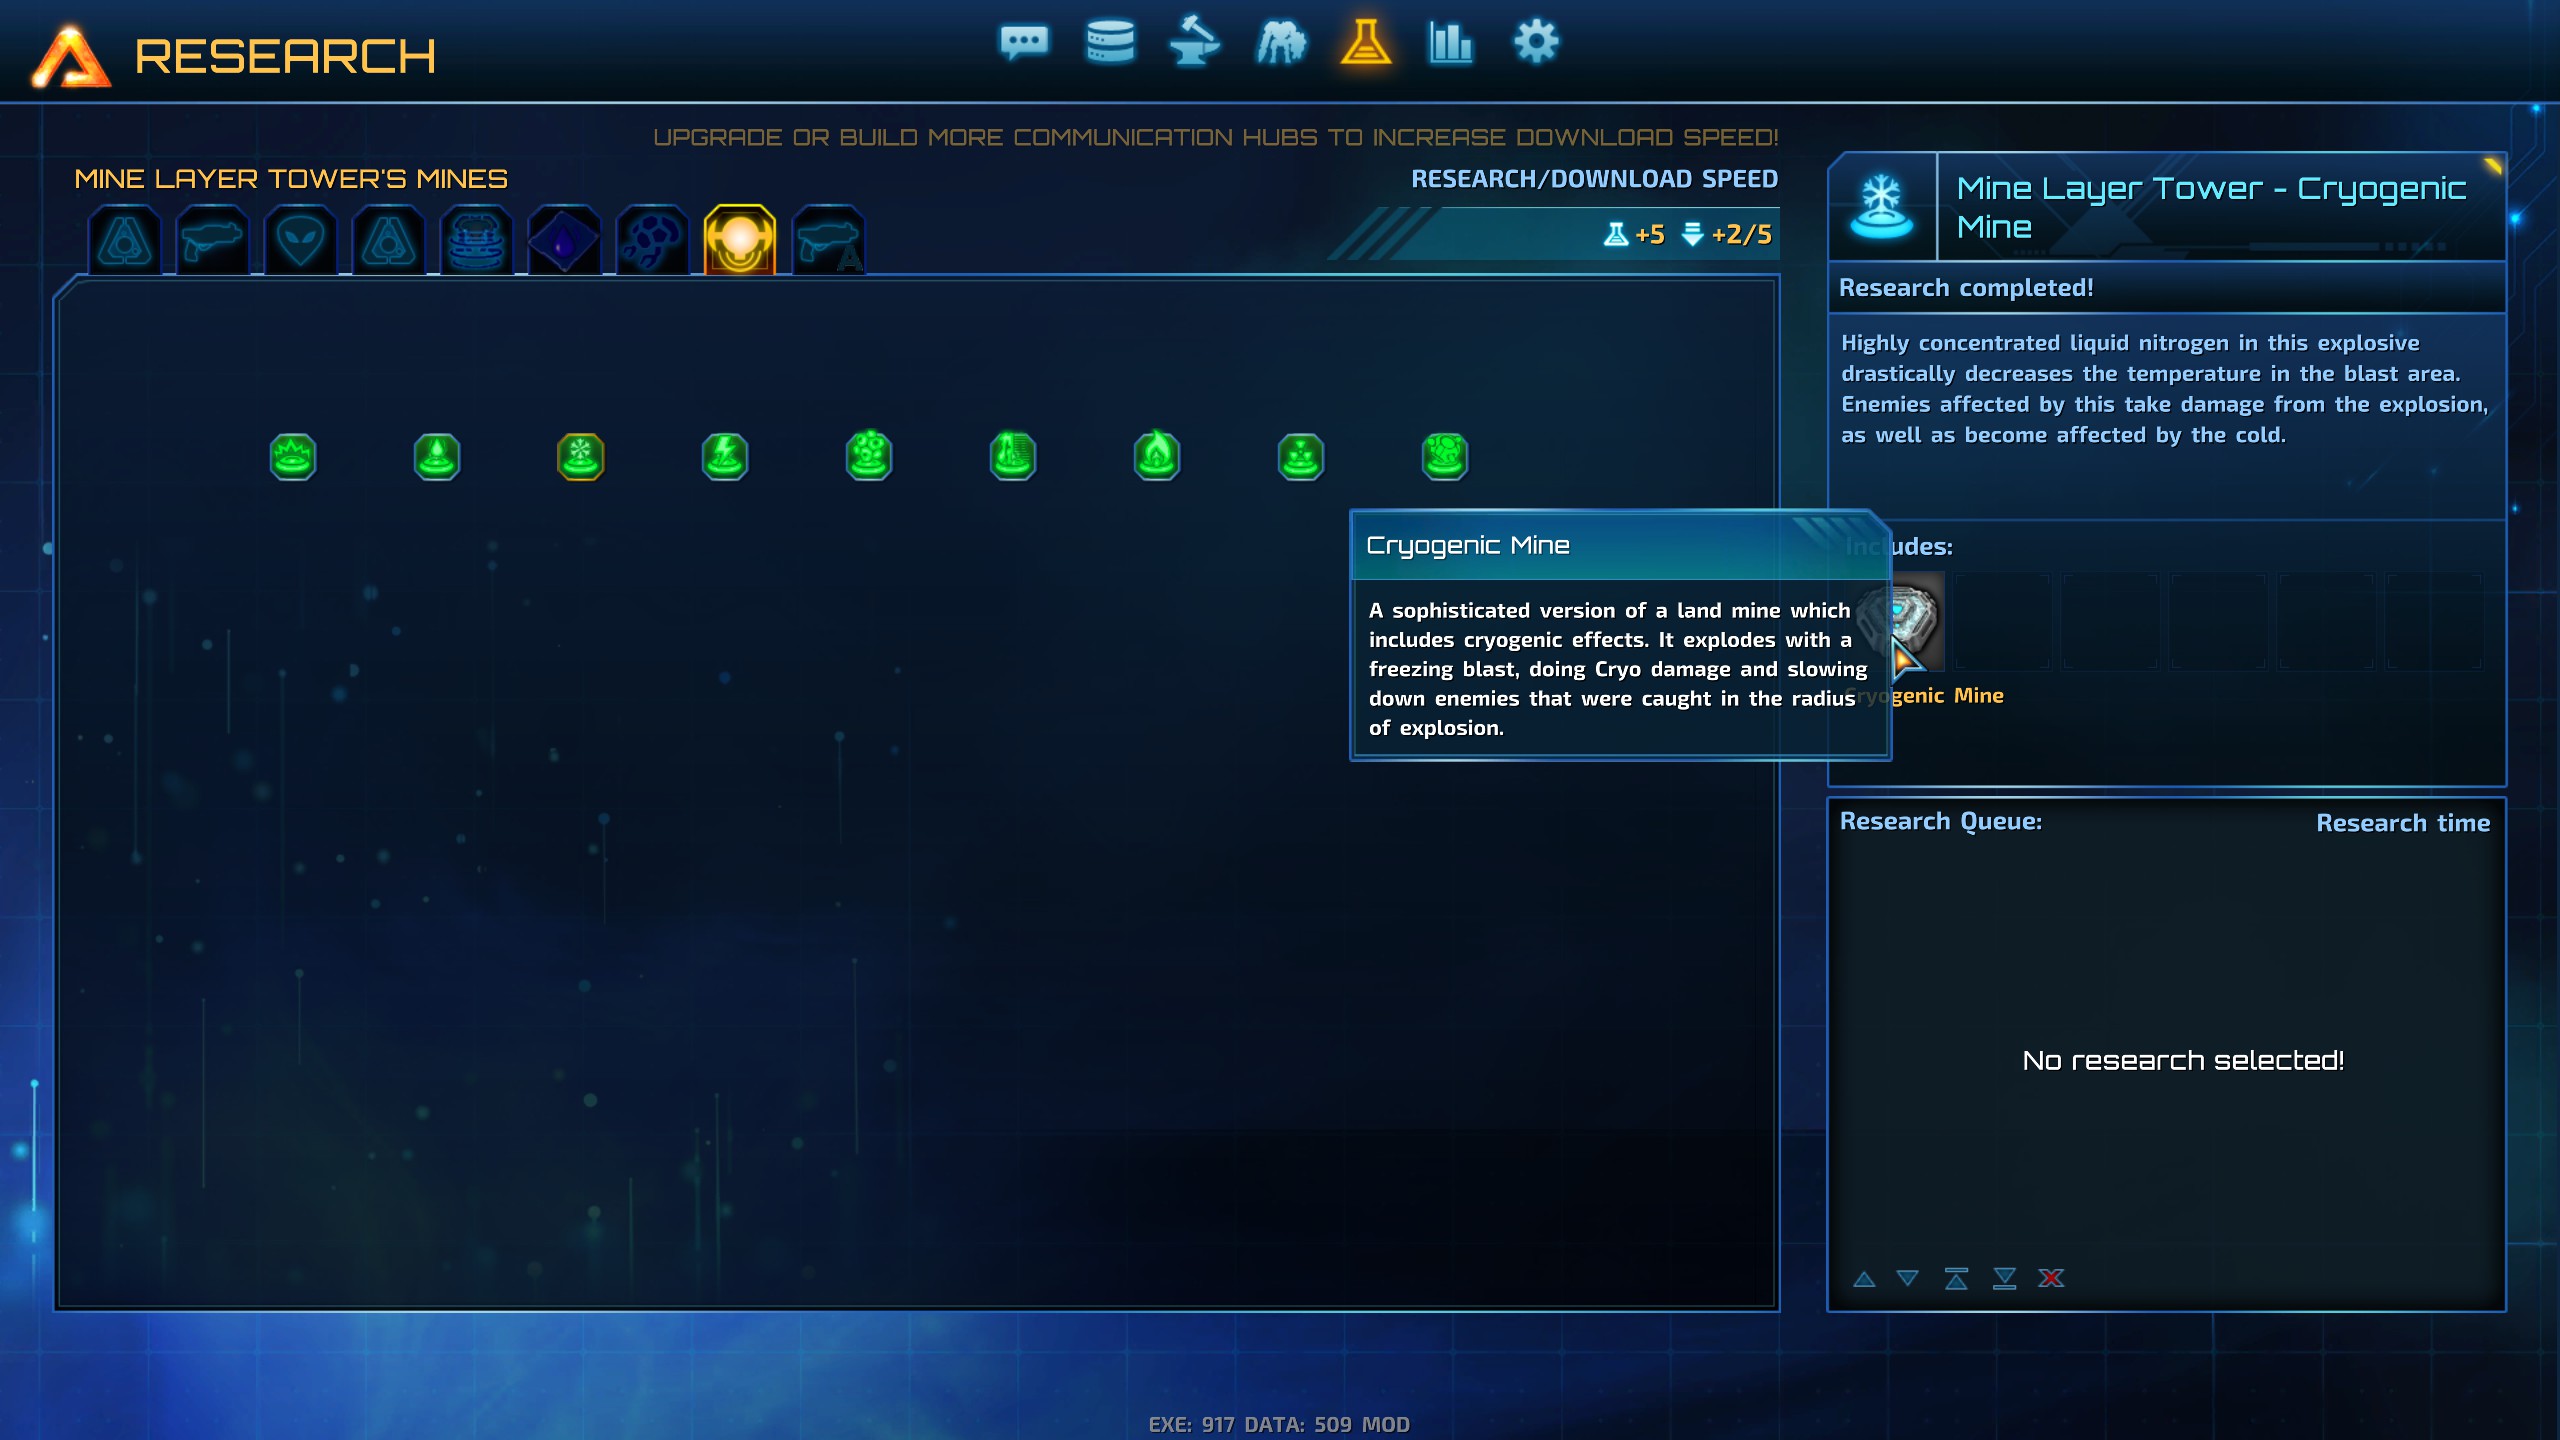 RESEARCH
UPGRADE OR BUILD MORE COMMUNICATION HUBS TO INCREASE DOWNLOAD SPEED!
MINE LAYER TOWER'S MINES
RESEARCH/DOWNLOAD SPEED
+5 +2/5
A
Mine Layer Tower - Cryogenic
Mine
Research completed!
Highly concentrated liquid nitrogen in this explosive
drastically decreases the temperature in the blast area.
Enemies affected by this take damage from the explosion,
as well as become affected by the cold.
Includes:
Cryogenic Mine
Cryogenic Mine
A sophisticated version of a land mine which
includes cryogenic effects. It explodes with a
freezing blast, doing Cryo damage and slowing
down enemies that were caught in the radius
of explosion.
Research Queue:
Research time
No research selected!
EXE: 917 DATA: 509 MOD